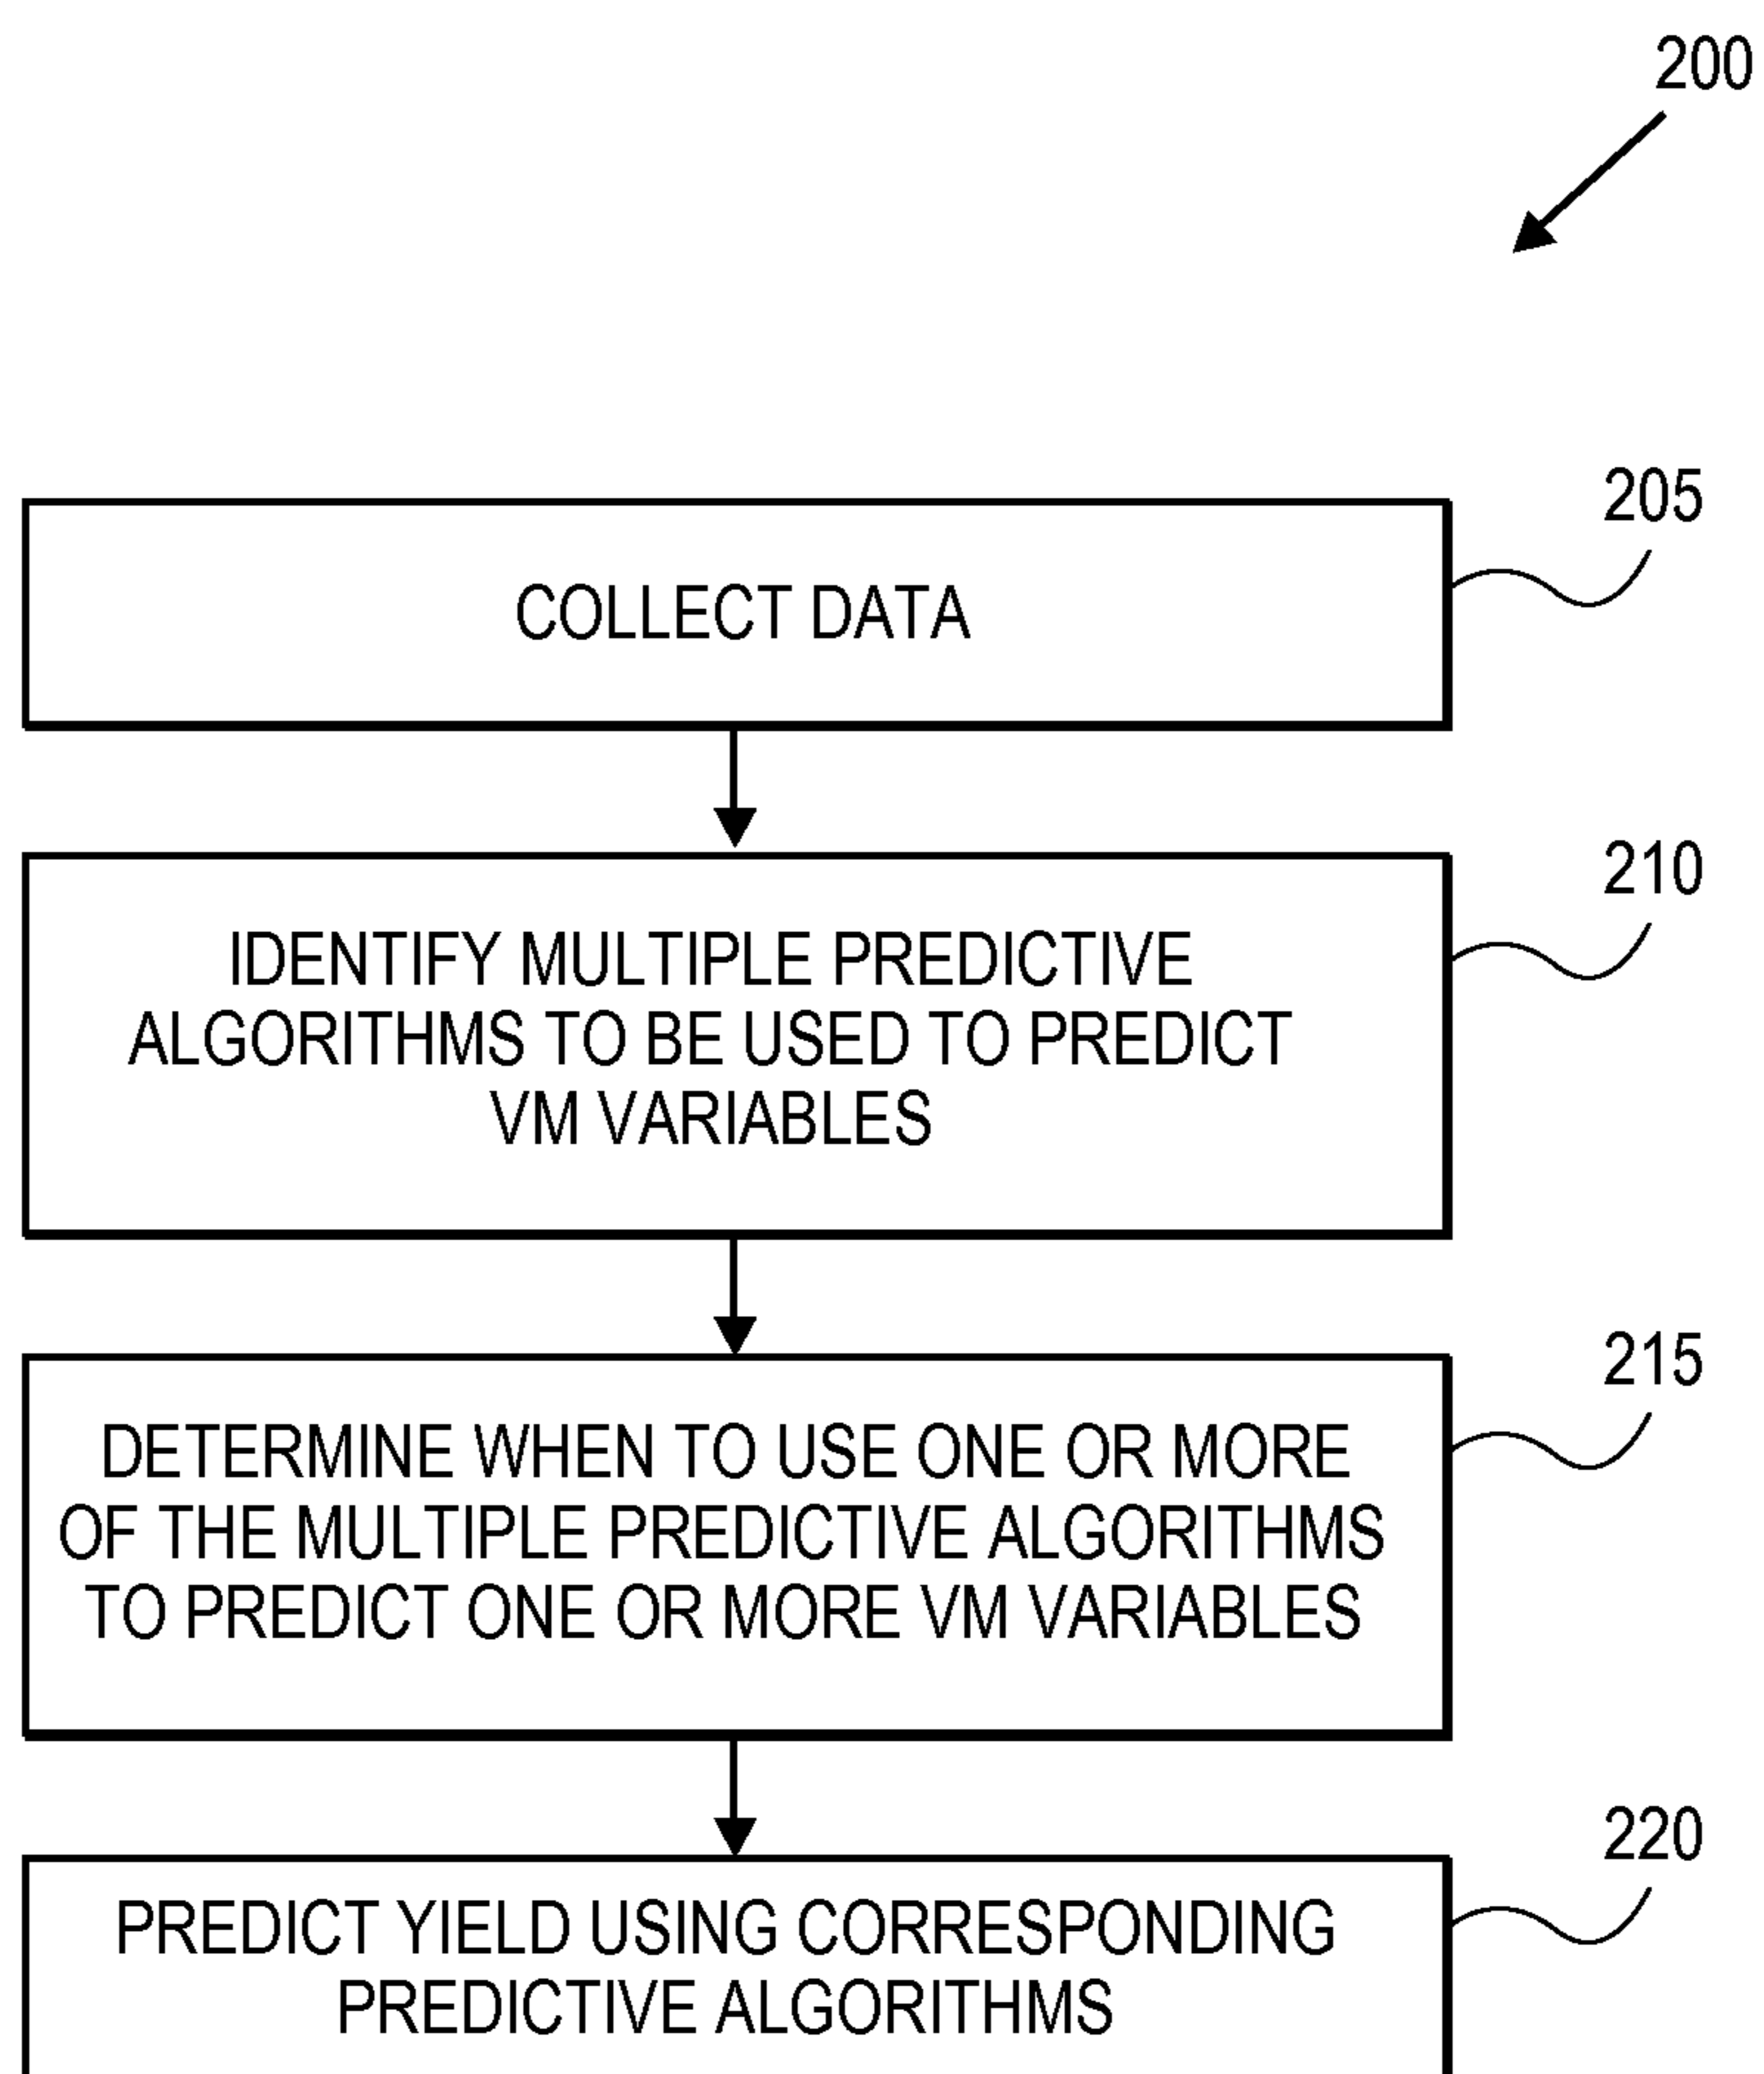 200
205
COLLECT DATA
210
IDENTIFY MULTIPLE PREDICTIVE
ALGORITHMS TO BE USED TO PREDICT
VM VARIABLES
215
DETERMINE WHEN TO USE ONE OR MORE
OF THE MULTIPLE PREDICTIVE ALGORITHMS
TO PREDICT ONE OR MORE VM VARIABLES
220
PREDICT YIELD USING CORRESPONDING
PREDICTIVE ALGORITHMS